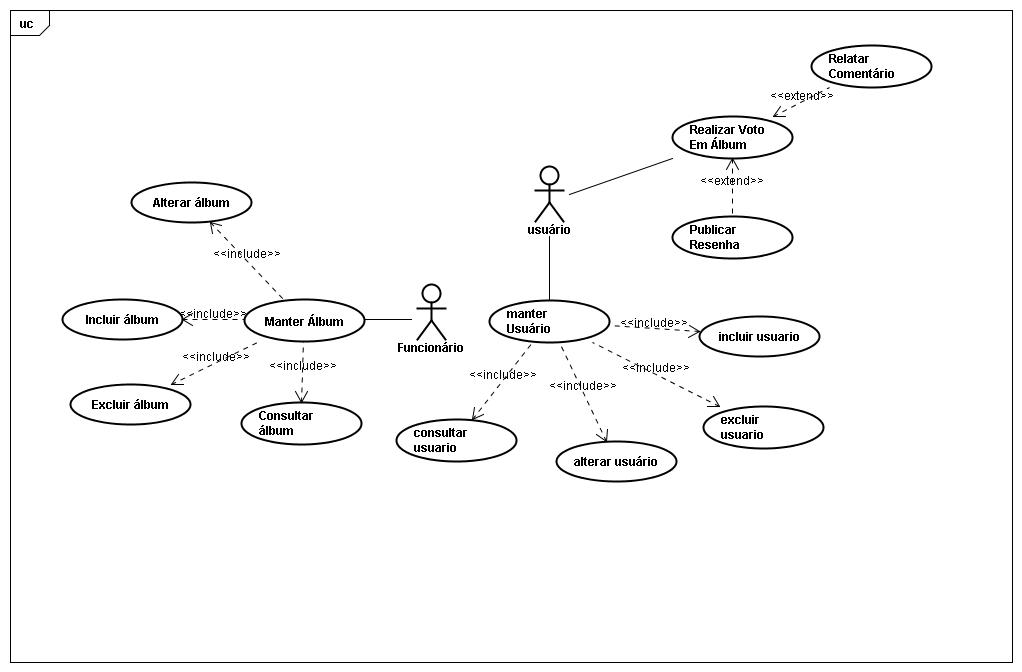 uc
Relatar
Comentário
<<extend>>
Realizar Voto
Em Álbum
<<extend>>
Publicar
Resenha
usuário
Alterar álbum
<<include>>
Incluir álbum
<<include>>
Manter Álbum
Funcionário
<<include>>
Excluir álbum
<<include>>
Consultar
álbum
manter
Usuário
<<include>>
incluir usuario
<<include>>
consultar
usuario
<<include>>
alterar usuário
<<include>>
excluir
usuario